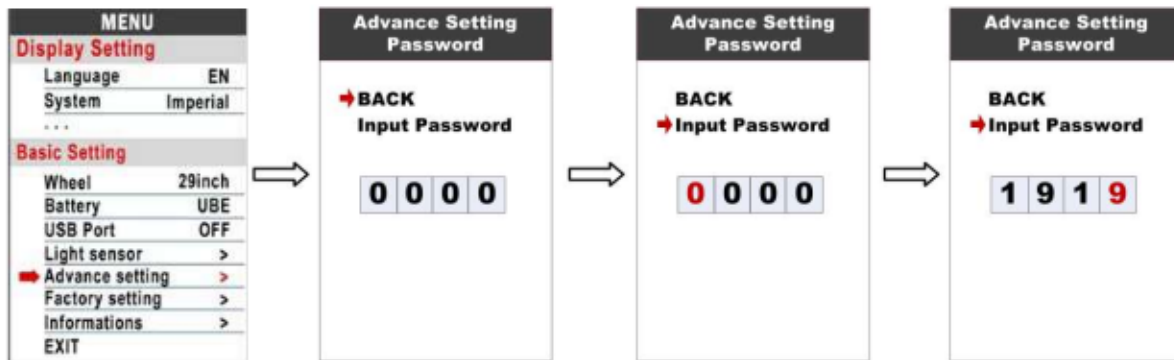 MENU
Display Setting
Language EN
System Imperial
...
Basic Setting
Wheel 29inch
Battery UBE
USB Port OFF
Light sensor >
Advance setting >
Factory setting >
Informations >
EXIT
Advance Setting
Password
BACK
Input Password
0 0 0 0
Advance Setting
Password
BACK
Input Password
0 0 0 0
Advance Setting
Password
BACK
Input Password
1 9 1 9